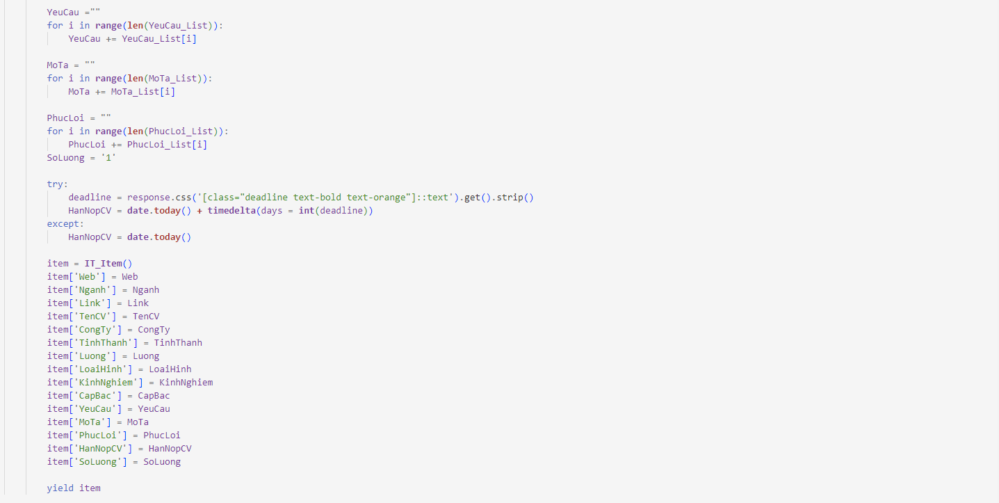 YeuCau =""
for i in range(len(YeuCau_List)):
    YeuCau += YeuCau_List[i]

MoTa = ""
for i in range(len(MoTa_List)):
    MoTa += MoTa_List[i]

PhucLoi = ""
for i in range(len(PhucLoi_List)):
    PhucLoi += PhucLoi_List[i]
SoLuong = '1'

try:
    deadline = response.css('[class="deadline text-bold text-orange"]::text').get().strip()
    HanNopCV = date.today() + timedelta(days = int(deadline))
except:
    HanNopCV = date.today()

item = IT_Item()
item['Web'] = Web
item['Nganh'] = Nganh
item['Link'] = Link
item['TenCV'] = TenCV
item['CongTy'] = CongTy
item['TinhThanh'] = TinhThanh
item['Luong'] = Luong
item['LoaiHinh'] = LoaiHinh
item['KinhNghiem'] = KinhNghiem
item['CapBac'] = CapBac
item['YeuCau'] = YeuCau
item['MoTa'] = MoTa
item['PhucLoi'] = PhucLoi
item['HanNopCV'] = HanNopCV
item['SoLuong'] = SoLuong

yield item